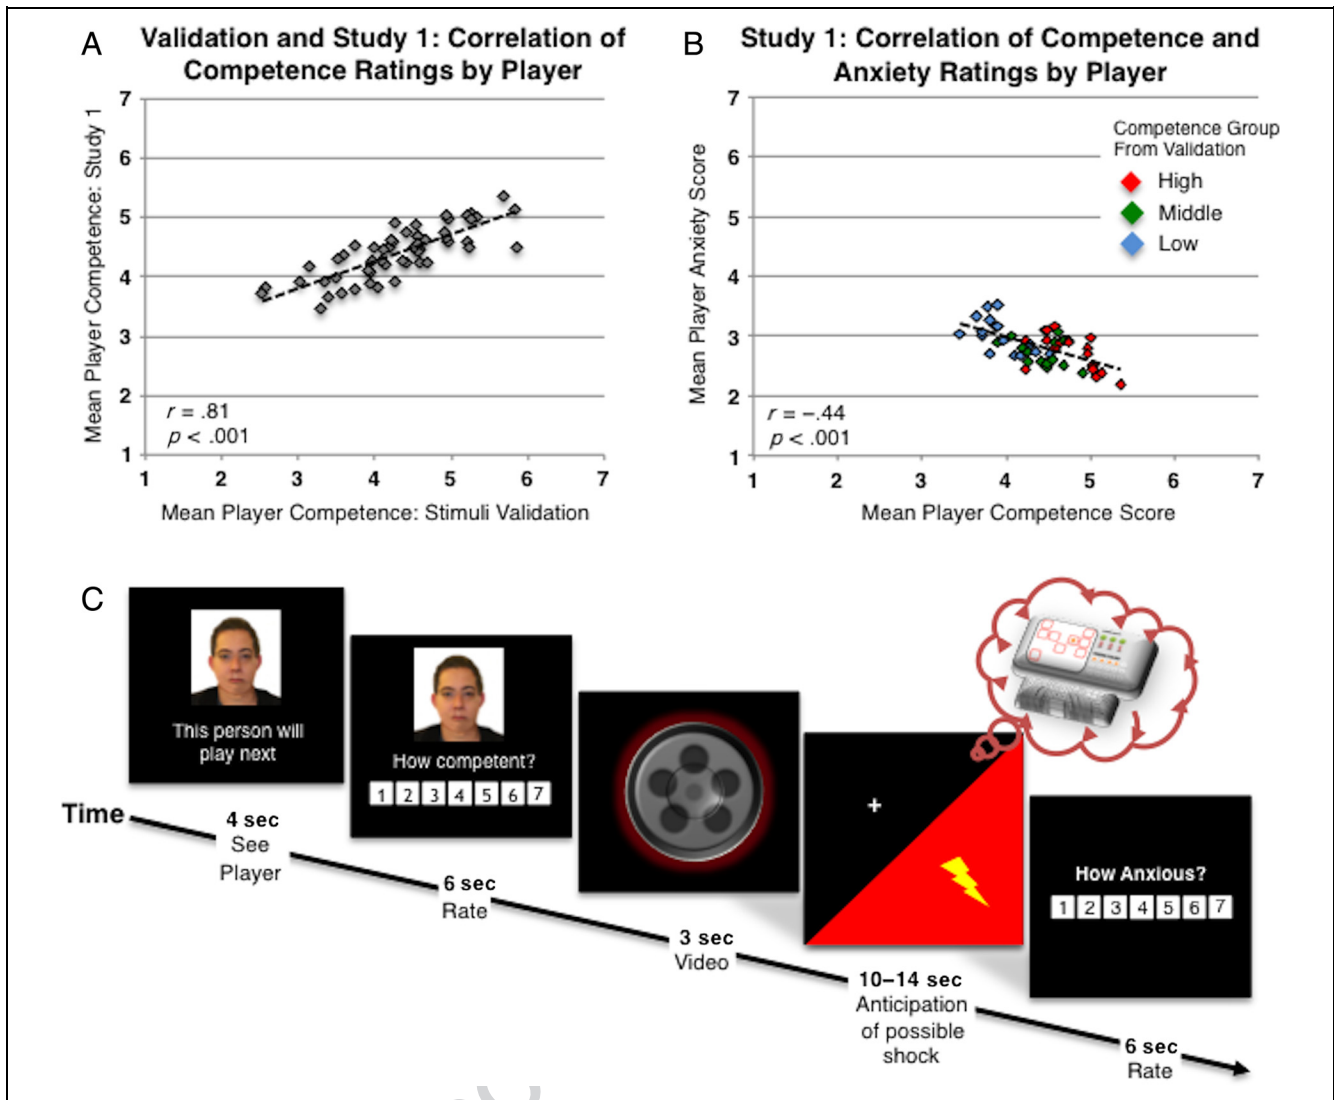 A
Validation and Study 1: Correlation of
Competence Ratings by Player
Mean Player Competence: Study 1
7
6
5
4
3
2
1
r = .81
p < .001
1 2 3 4 5 6 7
Mean Player Competence: Stimuli Validation
B
Study 1: Correlation of Competence and
Anxiety Ratings by Player
Mean Player Anxiety Score
7
6
5
4
3
2
1
Competence Group
From Validation
High
Middle
Low
r = –.44
p < .001
1 2 3 4 5 6 7
Mean Player Competence Score
C
This person will
play next
How competent?
1 2 3 4 5 6 7
+
How Anxious?
1 2 3 4 5 6 7
Time
4 sec
See
Player
6 sec
Rate
3 sec
Video
10–14 sec
Anticipation
of possible
shock
6 sec
Rate